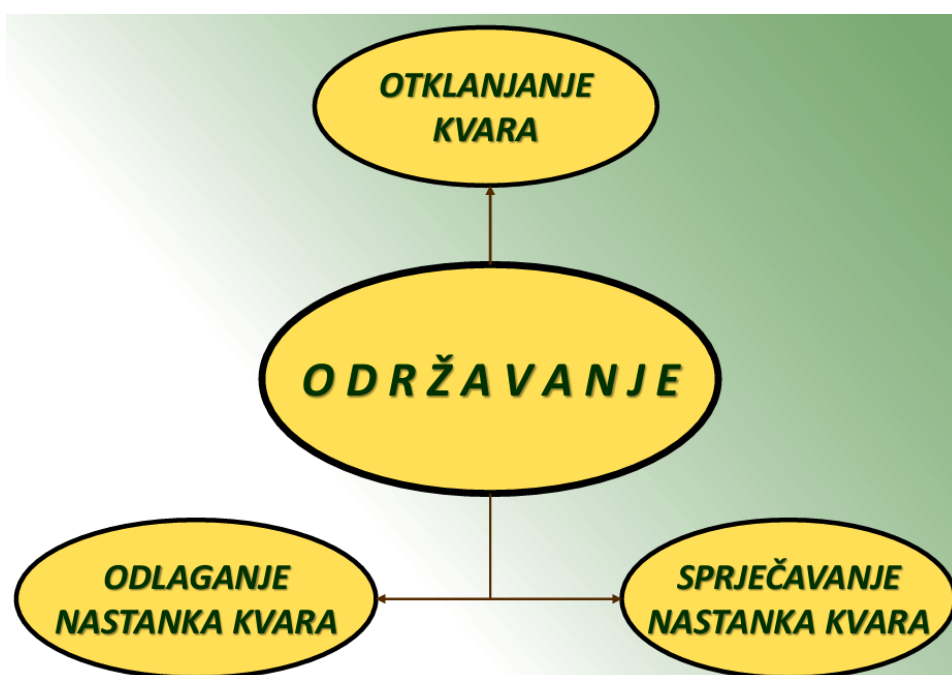 OTKLANJANJE
KVARA
O D R Ž A V A N J E
ODLAGANJE
NASTANKA KVARA
SPRJEČAVANJE
NASTANKA KVARA